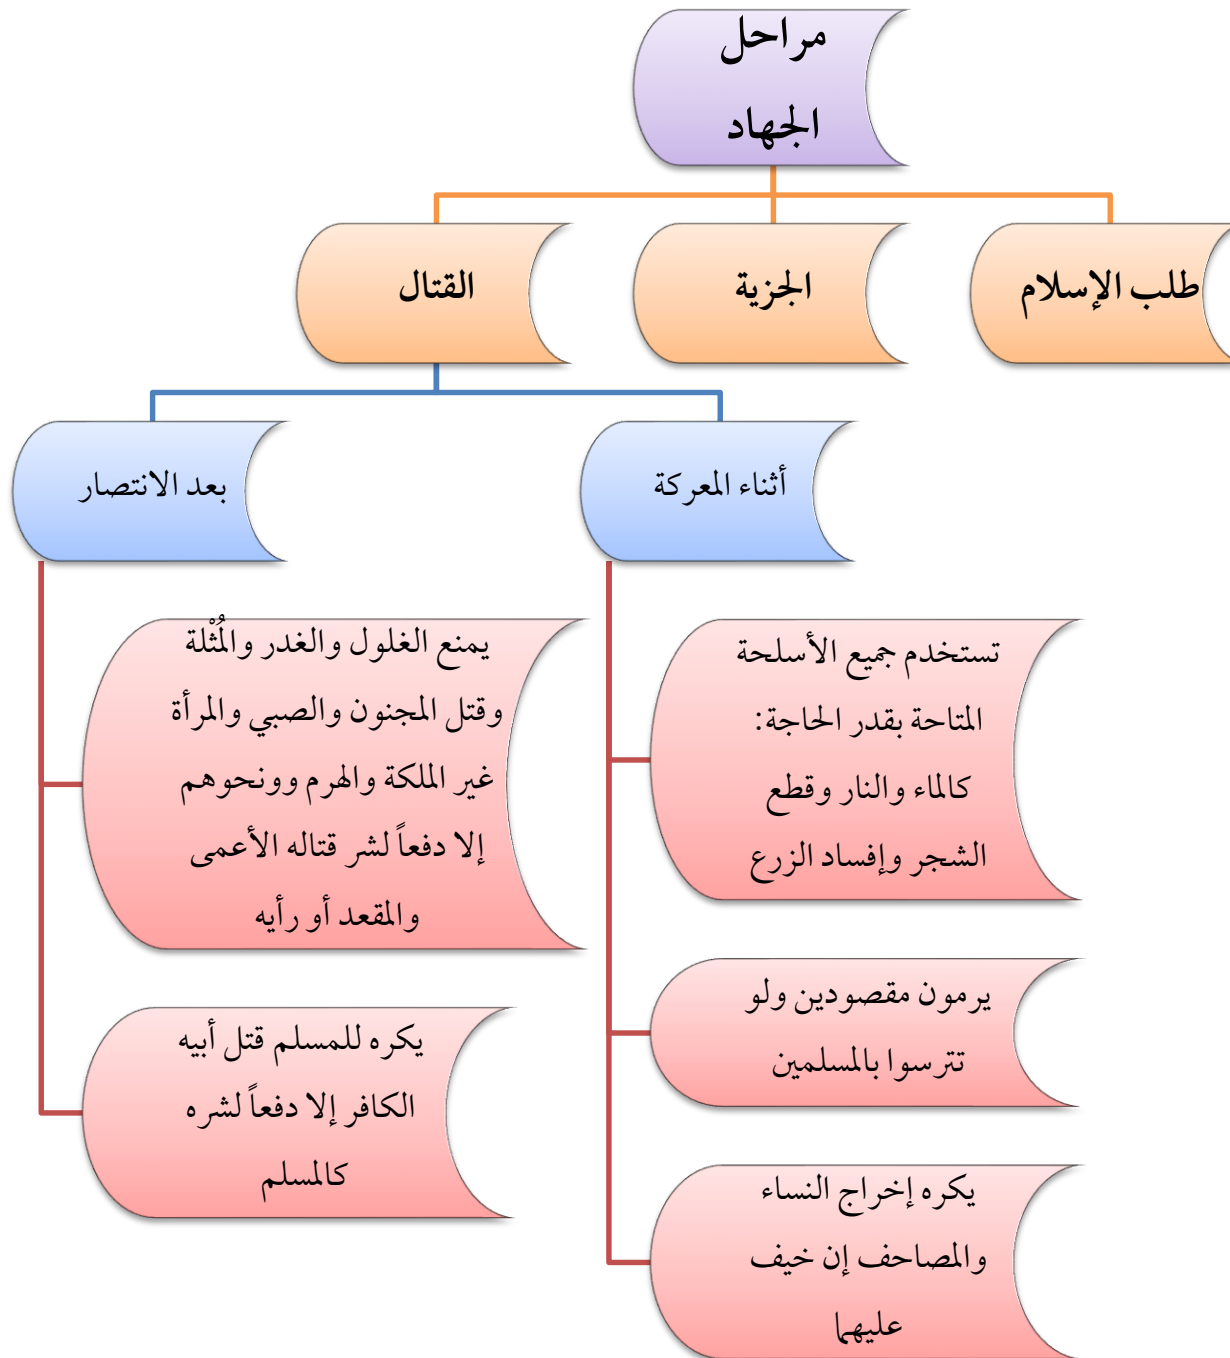 مراحل
الجهاد
طلب الإسلام
الجزية
القتال
أثناء المعركة
بعد الانتصار
تستخدم جميع الأسلحة
المتاحة بقدر الحاجة:
كالماء والنار وقطع
الشجر وإفساد الزرع
يرمون مقصودين ولو
تترسوا بالمسلمين
يكره إخراج النساء
والمصاحف إن خيف
عليهما
يمنع الغلول والغدر والمُثْلة
وقتل المجنون والصبي والمرأة
غير الملكة والهرم وونحوهم
إلا دفعاً لشر قتاله الأعمى
والمقعد أو رأيه
يكره للمسلم قتل أبيه
الكافر إلا دفعاً لشره
كالمسلم